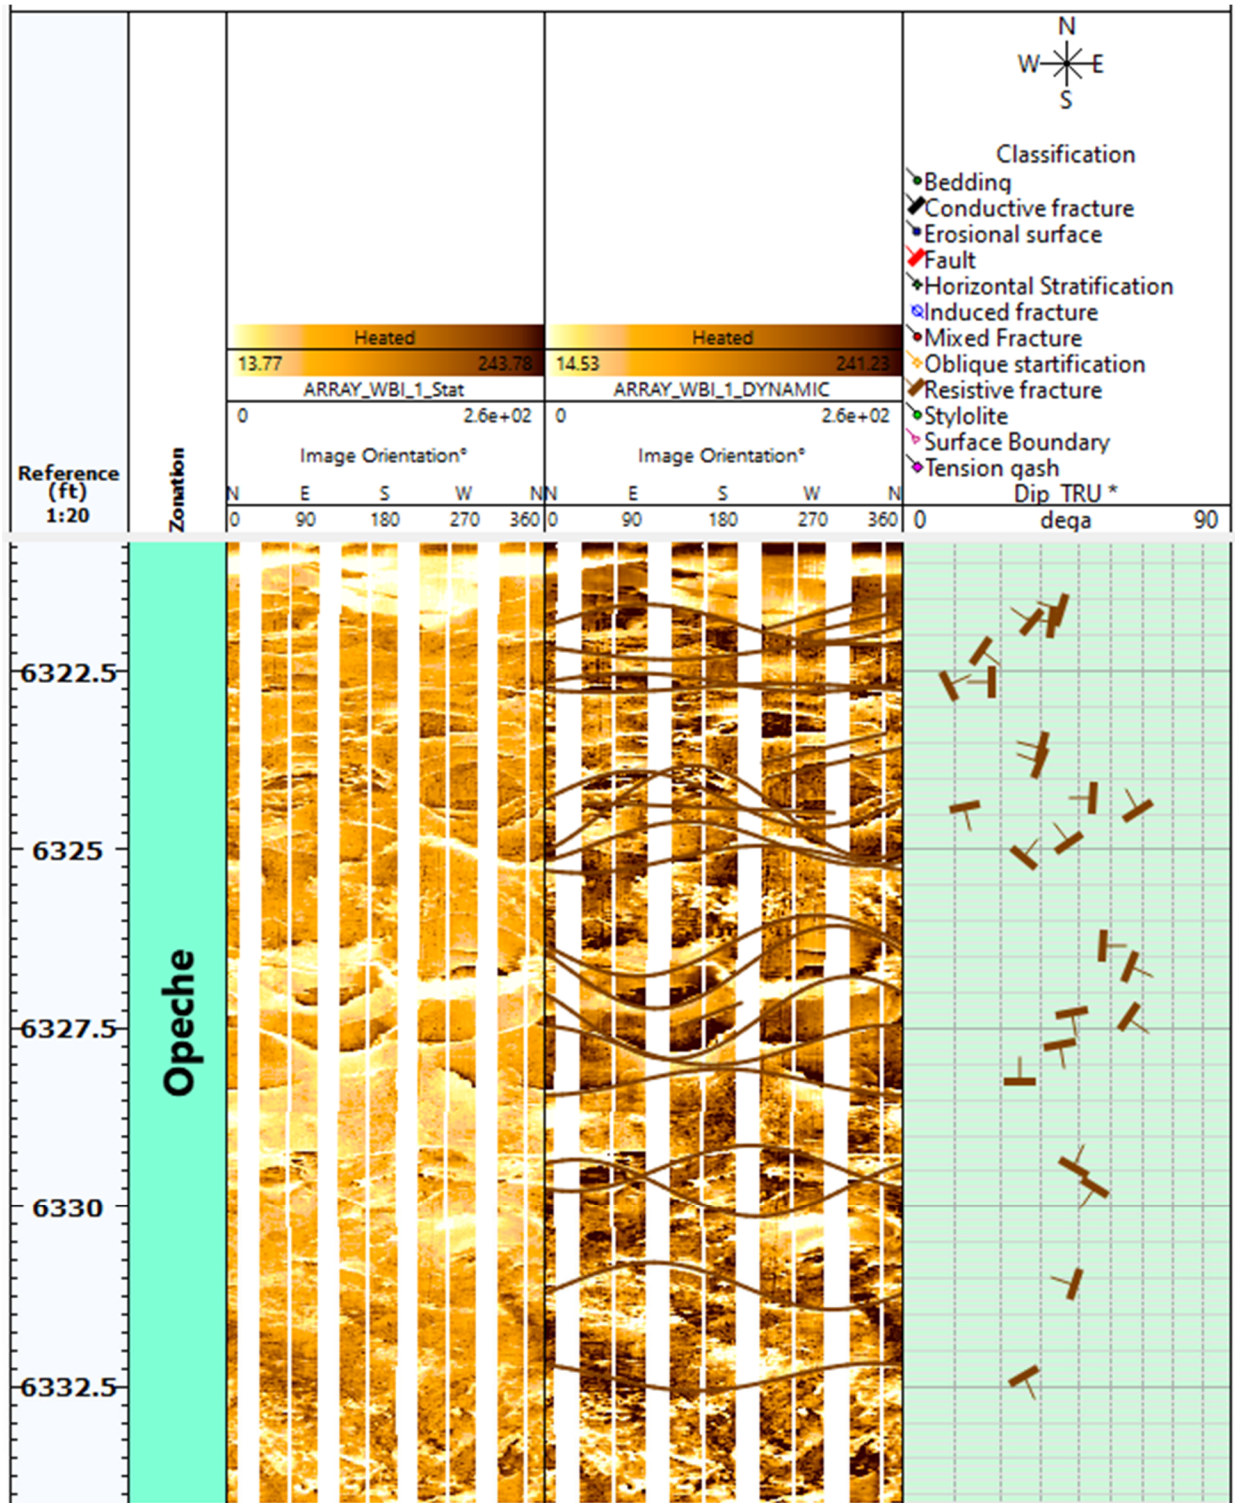 N
W E
S
Classification
Bedding
Conductive fracture
Erosional surface
Fault
Horizontal Stratification
Induced fracture
Mixed Fracture
Oblique startification
Resistive fracture
Stylolite
Surface Boundary
Tension gash
Heated
13.77 243.78
ARRAY_WBI_1_Stat
0 2.6e+02
Image Orientation°
N E S W N
0 90 180 270 360
Heated
14.53 241.23
ARRAY_WBI_1_DYNAMIC
0 2.6e+02
Image Orientation°
N E S W N
0 90 180 270 360
Reference
(ft)
1:20
Zonation
Dip_TRU *
0 dega 90
6322.5
6325
6327.5
6330
6332.5
Opeche